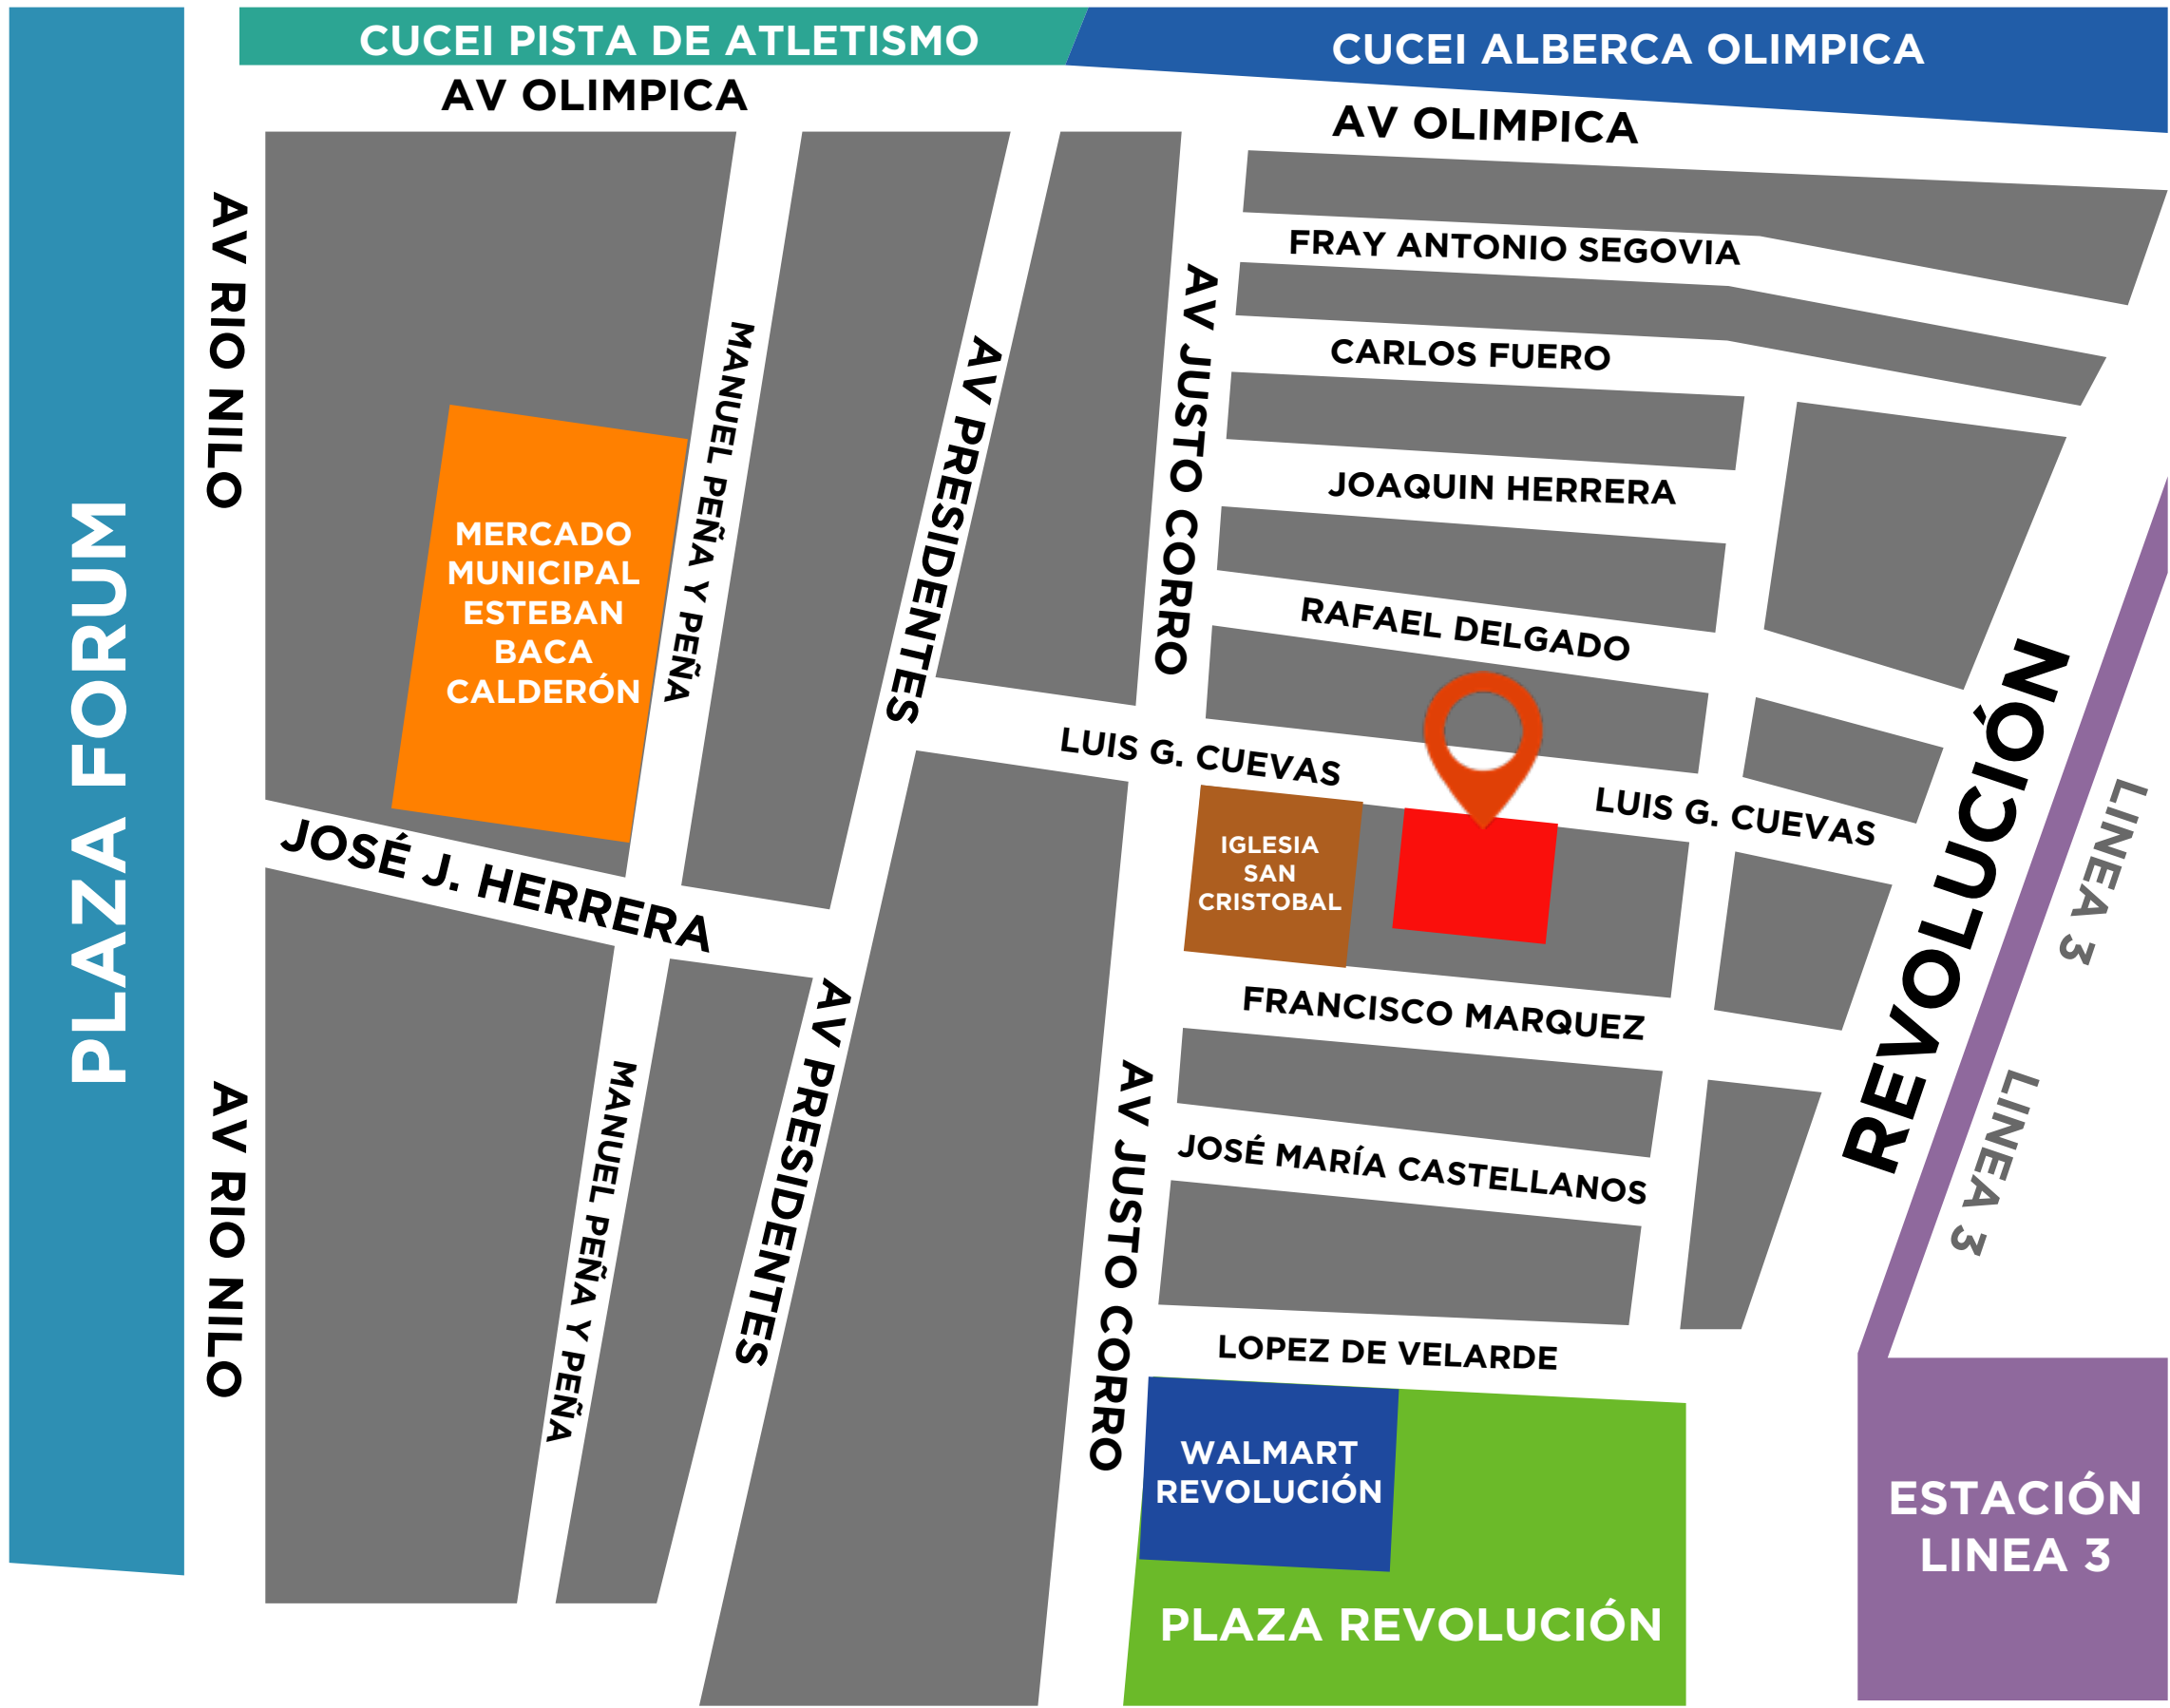 CUCEI PISTA DE ATLETISMO
CUCEI ALBERCA OLIMPICA
AV OLIMPICA
AV OLIMPICA
PLAZA FORUM
AV RIO NILO
MANUEL PEÑA Y PEÑA
AV PRESIDENTES
AV JUSTO CORRO
FRAY ANTONIO SEGOVIA
CARLOS FUERO
JOAQUIN HERRERA
RAFAEL DELGADO
MERCADO
MUNICIPAL
ESTEBAN
BACA
CALDERÓN
LUIS G. CUEVAS
LUIS G. CUEVAS
REVOLUCIÓN
LINEA 3
JOSÉ J. HERRERA
IGLESIA
SAN
CRISTOBAL
FRANCISCO MARQUEZ
AV RIO NILO
MANUEL PEÑA Y PEÑA
AV PRESIDENTES
AV JUSTO CORRO
LINEA 3
JOSÉ MARÍA CASTELLANOS
LOPEZ DE VELARDE
WALMART
REVOLUCIÓN
PLAZA REVOLUCIÓN
ESTACIÓN
LINEA 3